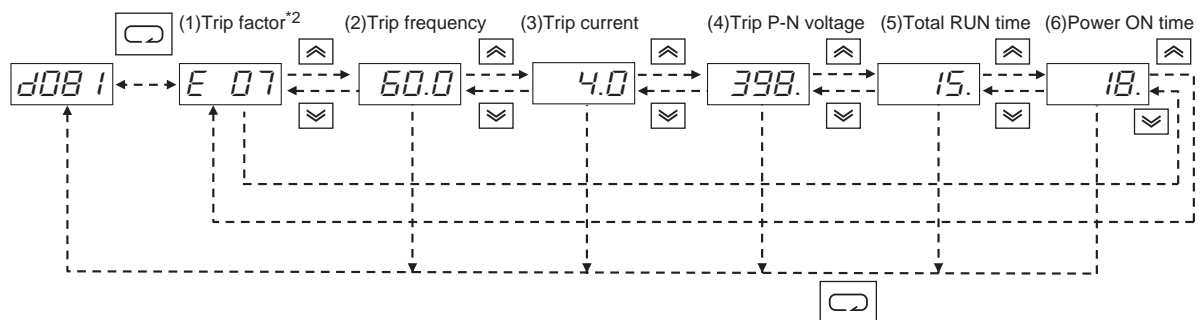 (1)Trip factor*2 (2)Trip frequency (3)Trip current (4)Trip P-N voltage (5)Total RUN time (6)Power ON time
d081 E 07 60.0 4.0 398. 15. 18.